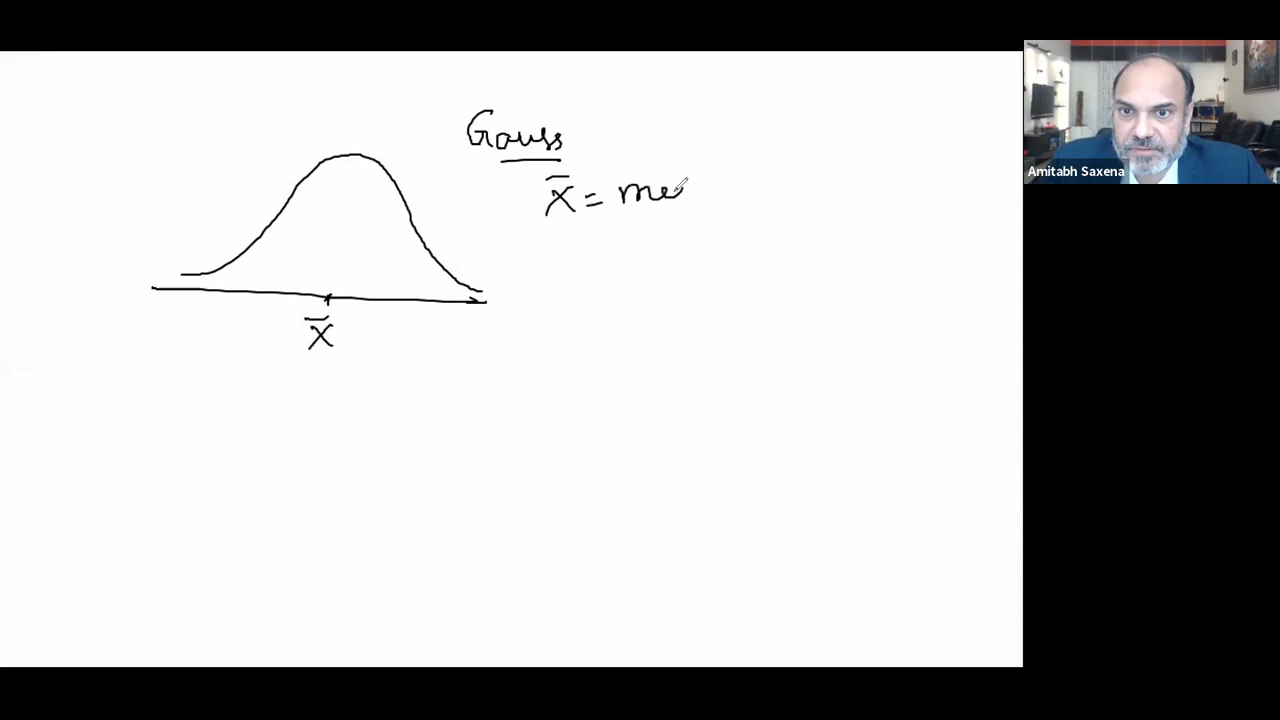 Gauss
x̄ = me
x̄
Amitabh Saxena